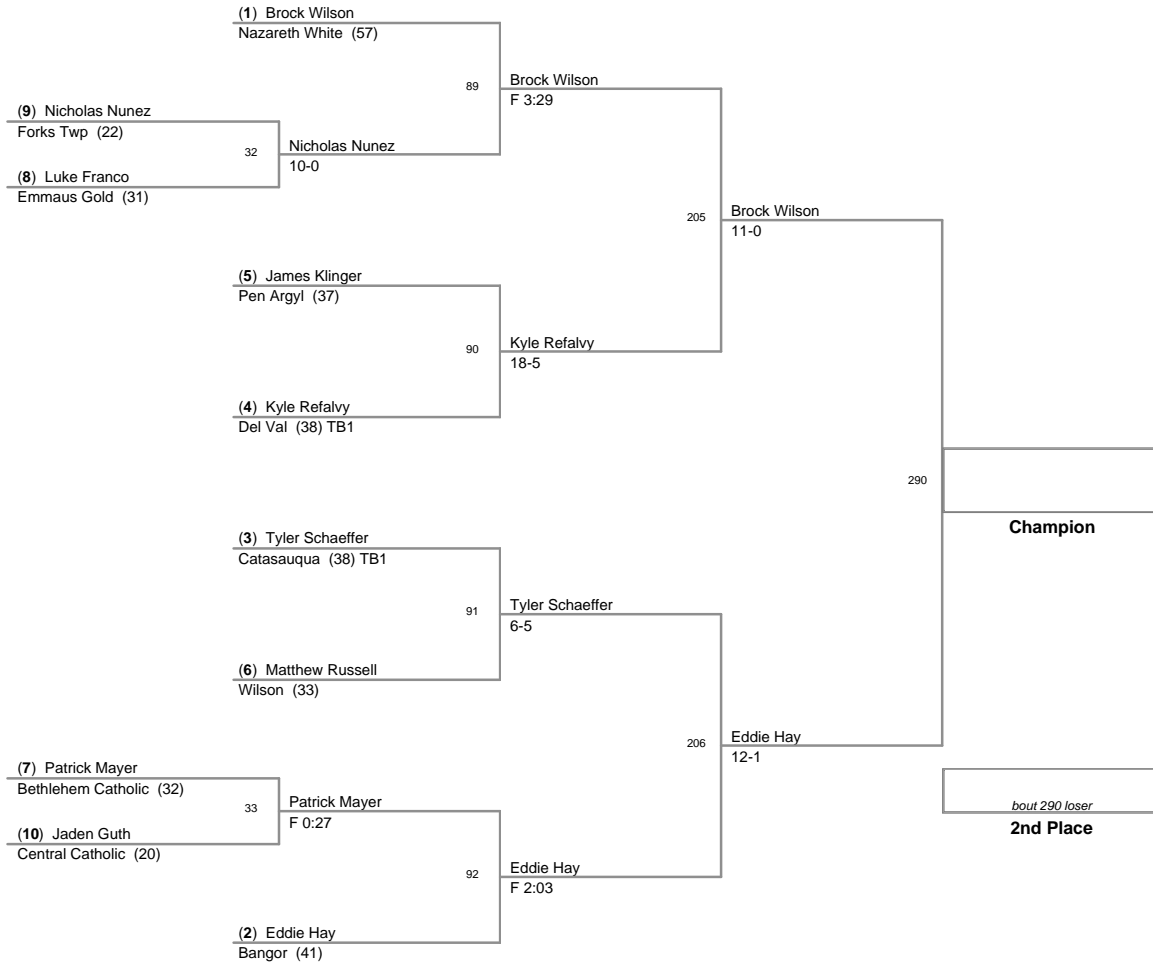 (1) Brock Wilson
Nazareth White (57)
89
Brock Wilson
F 3:29
(9) Nicholas Nunez
Forks Twp (22)
32
Nicholas Nunez
10-0
(8) Luke Franco
Emmaus Gold (31)
205
Brock Wilson
11-0
(5) James Klinger
Pen Argyl (37)
90
Kyle Refalvy
18-5
(4) Kyle Refalvy
Del Val (38) TB1
290
Champion
(3) Tyler Schaeffer
Catasauqua (38) TB1
91
Tyler Schaeffer
6-5
(6) Matthew Russell
Wilson (33)
206
Eddie Hay
12-1
(7) Patrick Mayer
Bethlehem Catholic (32)
33
Patrick Mayer
F 0:27
(10) Jaden Guth
Central Catholic (20)
bout 290 loser
2nd Place
92
Eddie Hay
F 2:03
(2) Eddie Hay
Bangor (41)